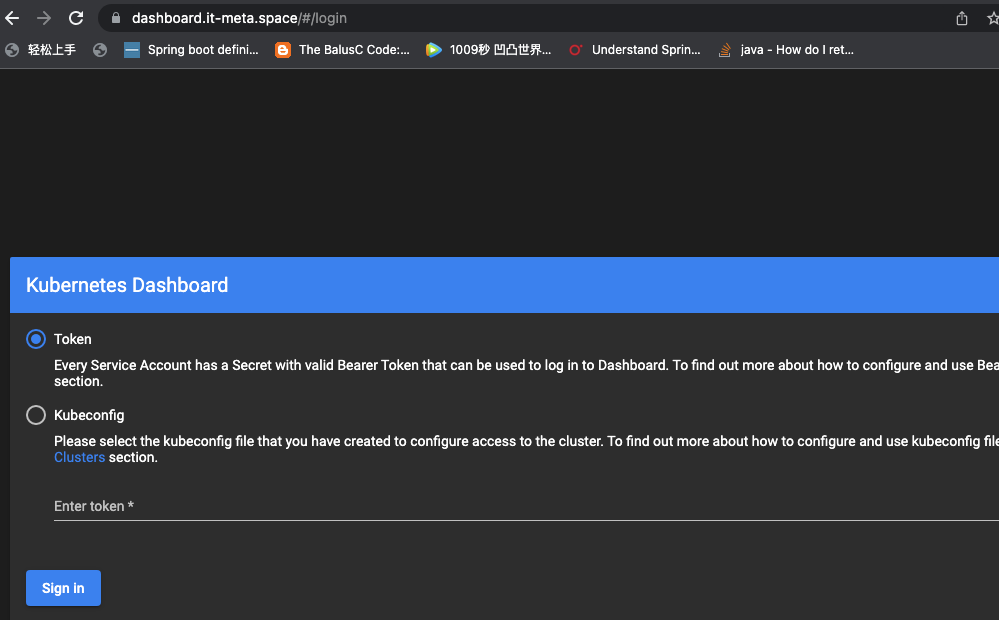 dashboard.it-meta.space/#/login
轻松上手 Spring boot defini... The BalusC Code:... 1009秒 凹凸世界... Understand Sprin... java - How do I ret...
Kubernetes Dashboard
Token
Every Service Account has a Secret with valid Bearer Token that can be used to log in to Dashboard. To find out more about how to configure and use Bea
section.
Kubeconfig
Please select the kubeconfig file that you have created to configure access to the cluster. To find out more about how to configure and use kubeconfig file
Clusters section.
Enter token *
Sign in